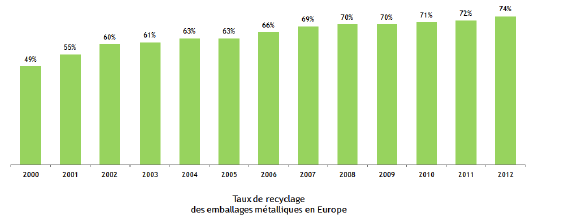 49% 55% 60% 61% 63% 63% 66% 69% 70% 70% 71% 72% 74%
2000 2001 2002 2003 2004 2005 2006 2007 2008 2009 2010 2011 2012
Taux de recyclage
des emballages métalliques en Europe